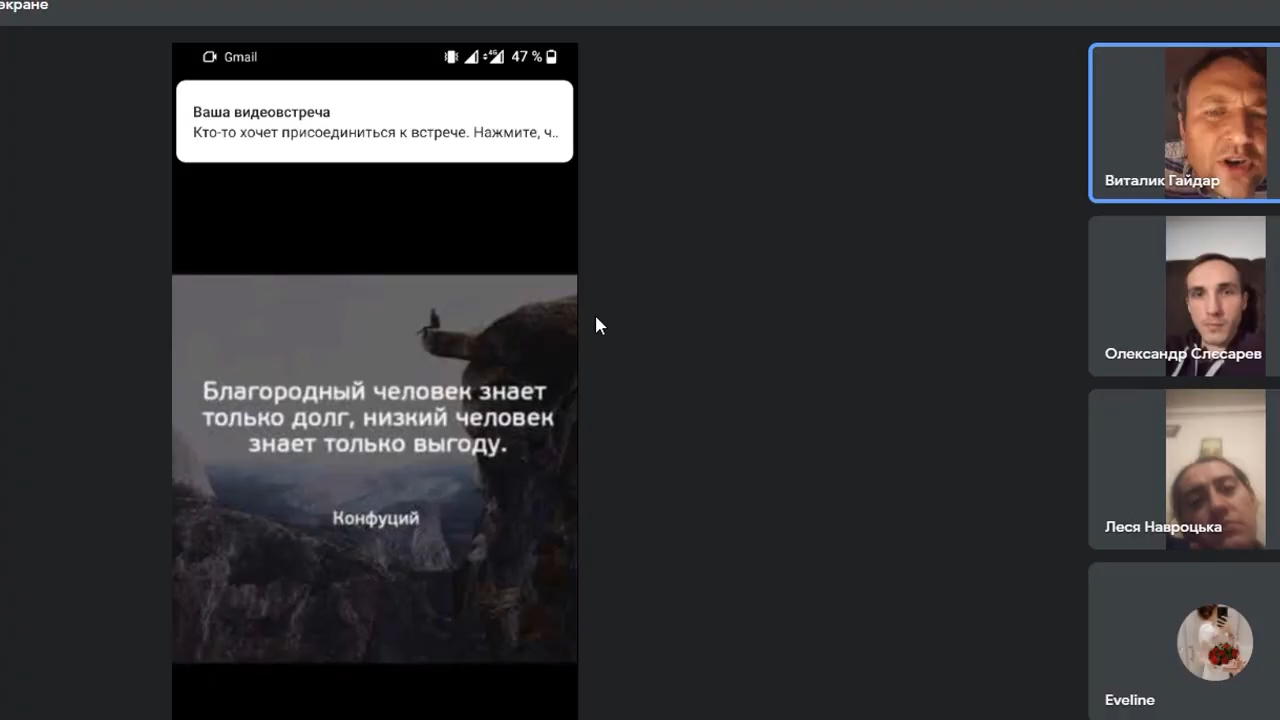 экране
Gmail
47 %
Ваша видеовстреча
Кто-то хочет присоединиться к встрече. Нажмите, ч..
Благородный человек знает
только долг, низкий человек
знает только выгоду.
Конфуций
Виталик Гайдар
Олександр Слєсарев
Леся Навроцька
Eveline